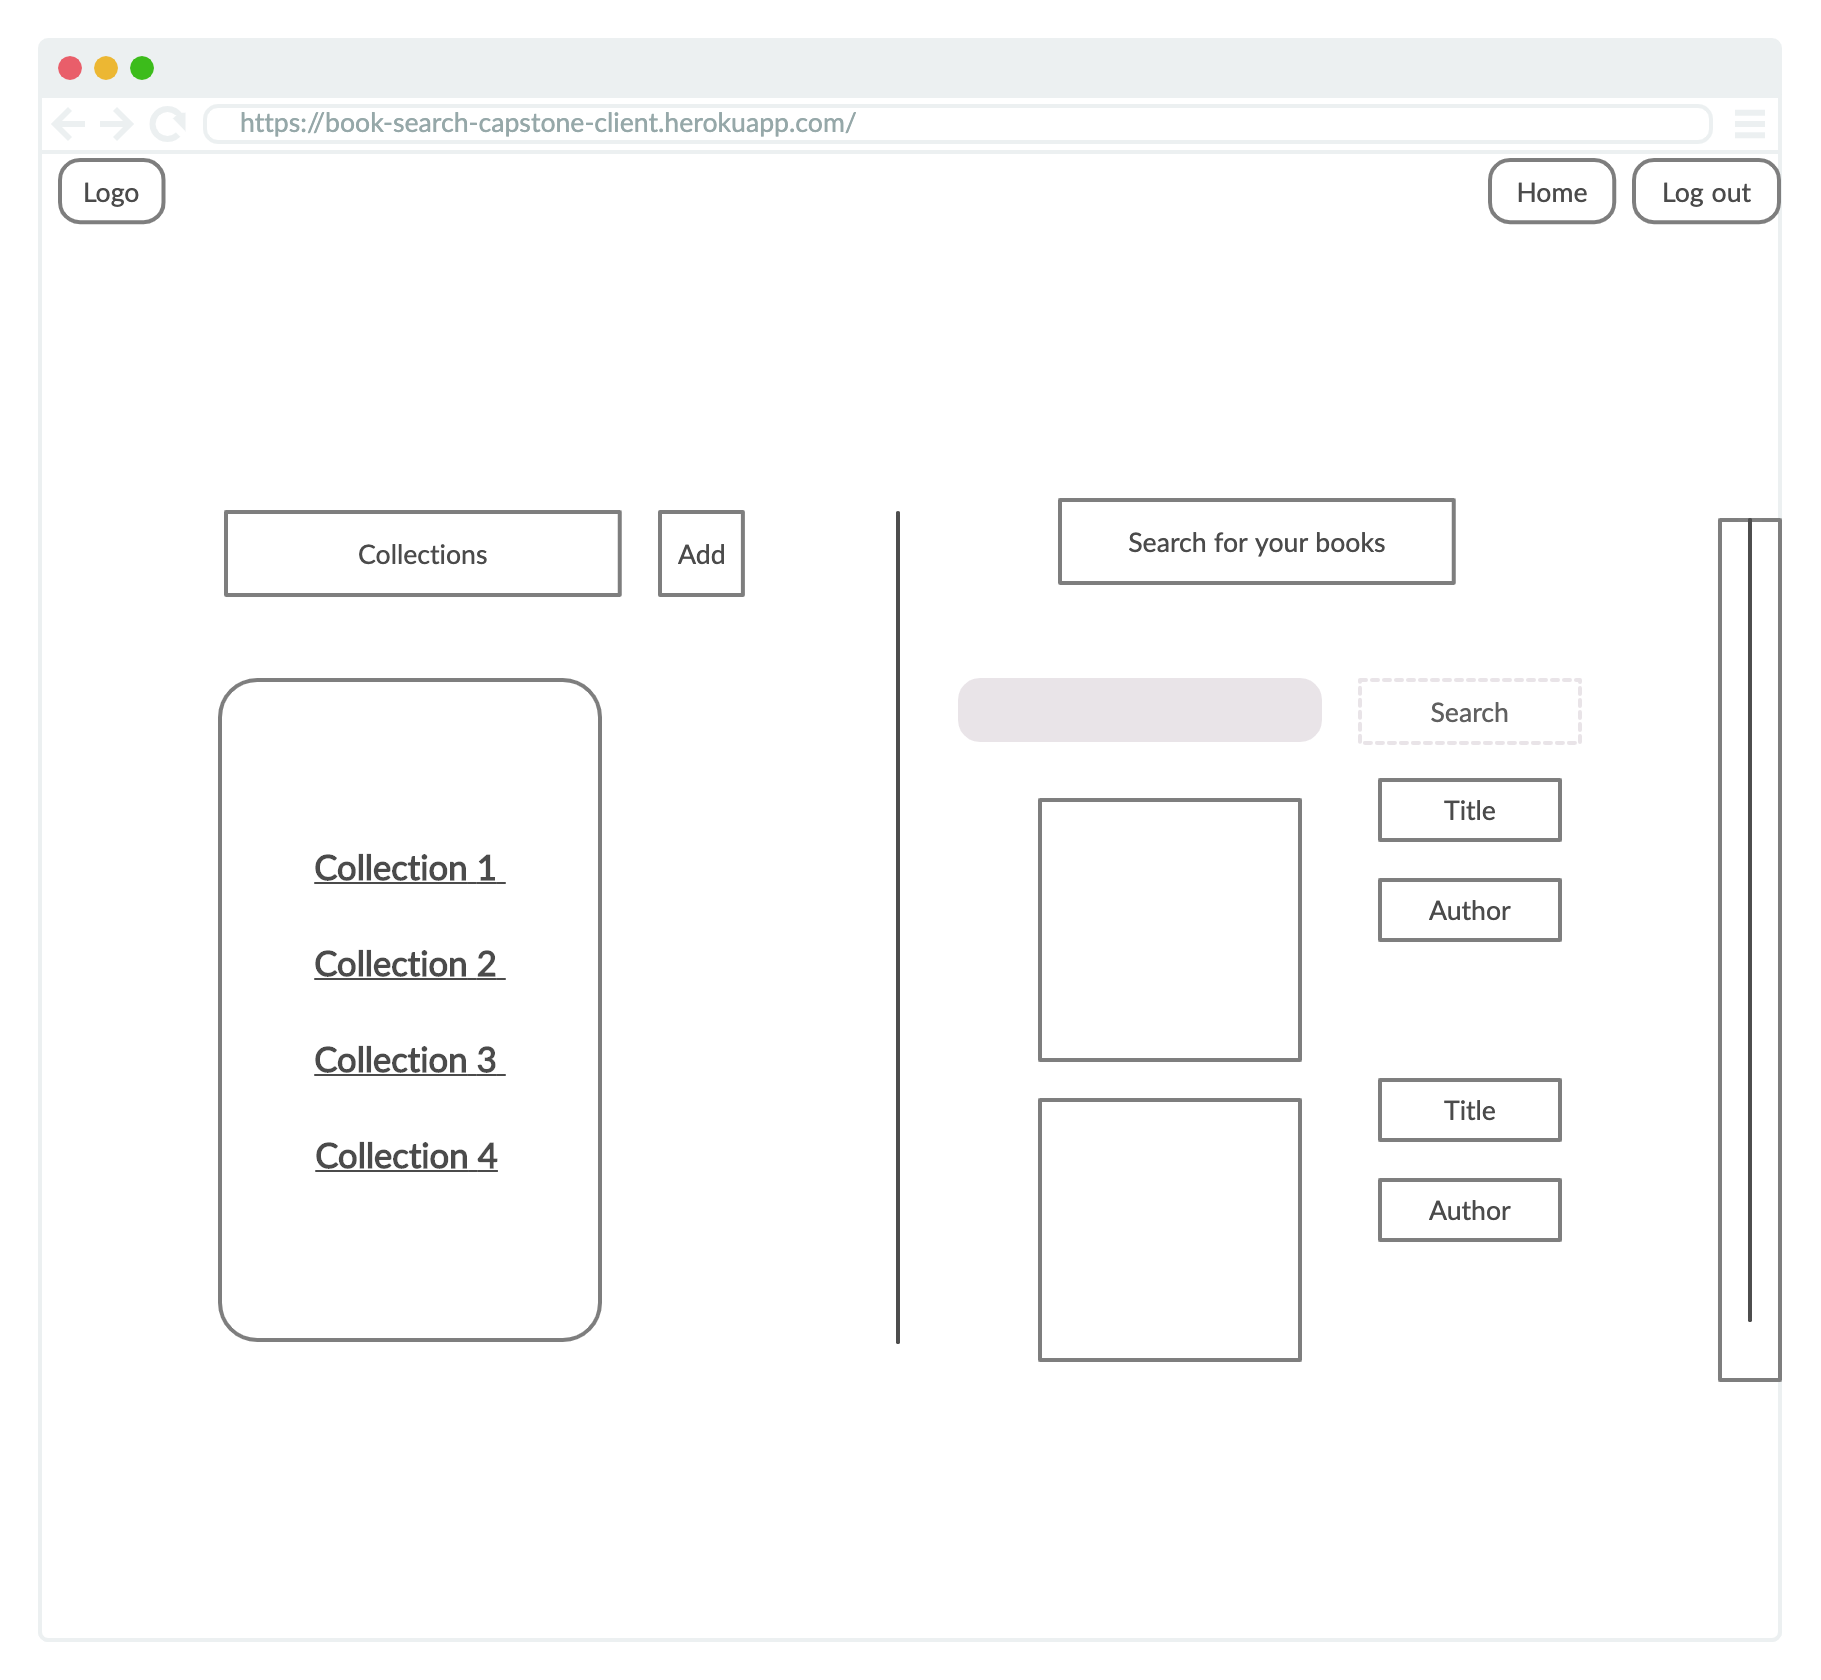 https://book-search-capstone-client.herokuapp.com/
Logo
Home
Log out
Collections
Add
Search for your books
Search
Collection 1
Collection 2
Collection 3
Collection 4
Title
Author
Title
Author